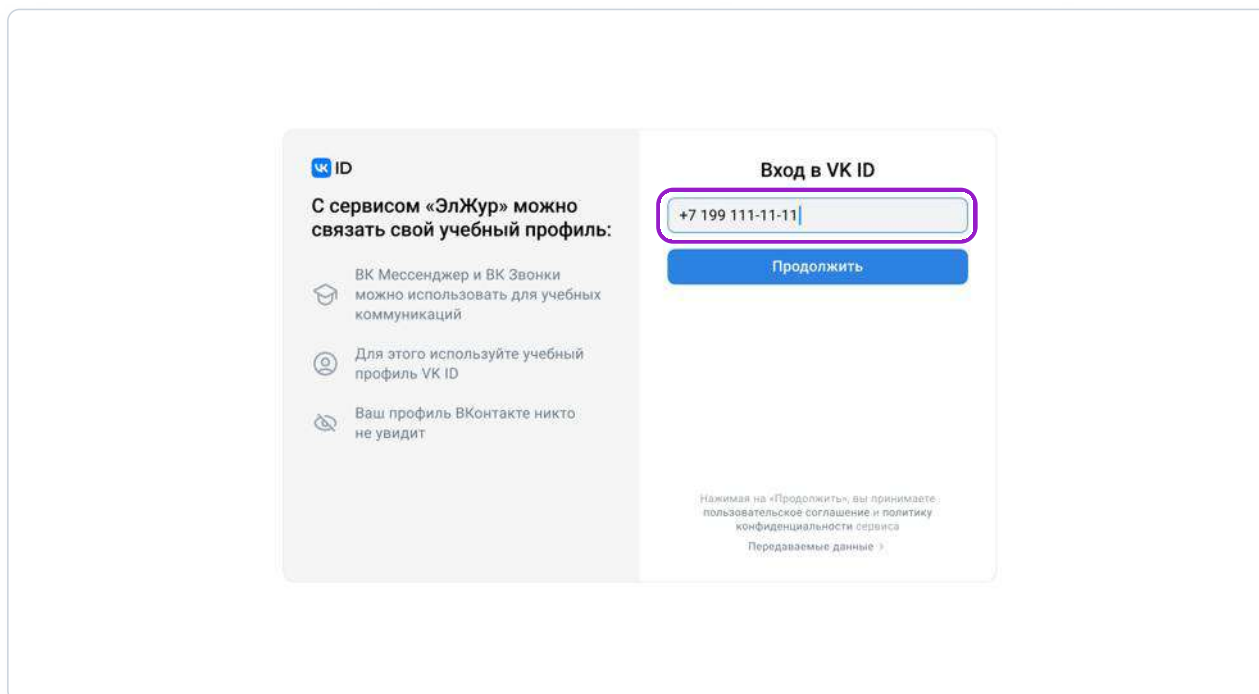 VK ID
С сервисом «ЭлЖур» можно
связать свой учебный профиль:
ВК Мессенджер и ВК Звонки
можно использовать для учебных
коммуникаций
Для этого используйте учебный
профиль VK ID
Ваш профиль ВКонтакте никто
не увидит
Вход в VK ID
+7 199 111-11-11
Продолжить
Нажимая на «Продолжить», вы принимаете
пользовательское соглашение и политику
конфиденциальности сервиса
Передаваемые данные >